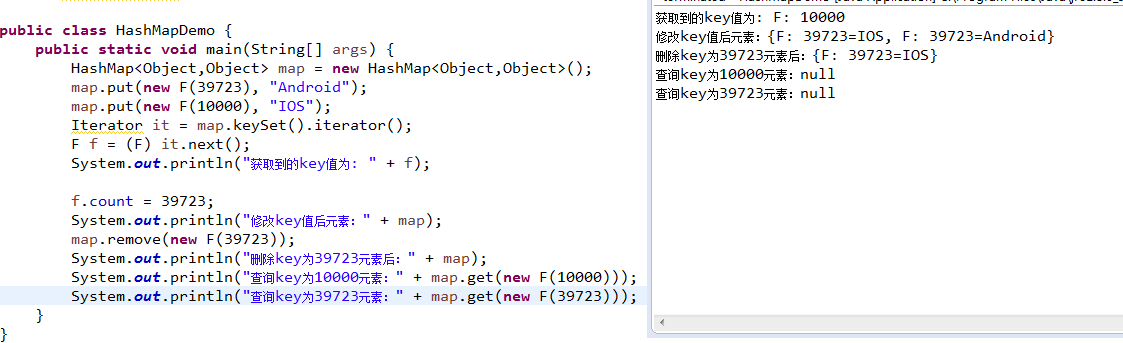 public class HashMapDemo {
public static void main(String[] args) {
HashMap<Object,Object> map = new HashMap<Object,Object>();
map.put(new F(39723), "Android");
map.put(new F(10000), "IOS");
Iterator it = map.keySet().iterator();
F f = (F) it.next();
System.out.println("获取到的key值为: " + f);
f.count = 39723;
System.out.println("修改key值后元素：" + map);
map.remove(new F(39723));
System.out.println("删除key为39723元素后：" + map);
System.out.println("查询key为10000元素：" + map.get(new F(10000)));
System.out.println("查询key为39723元素：" + map.get(new F(39723)));
}
}
获取到的key值为: F: 10000
修改key值后元素：{F: 39723=IOS, F: 39723=Android}
删除key为39723元素后：{F: 39723=IOS}
查询key为10000元素：null
查询key为39723元素：null